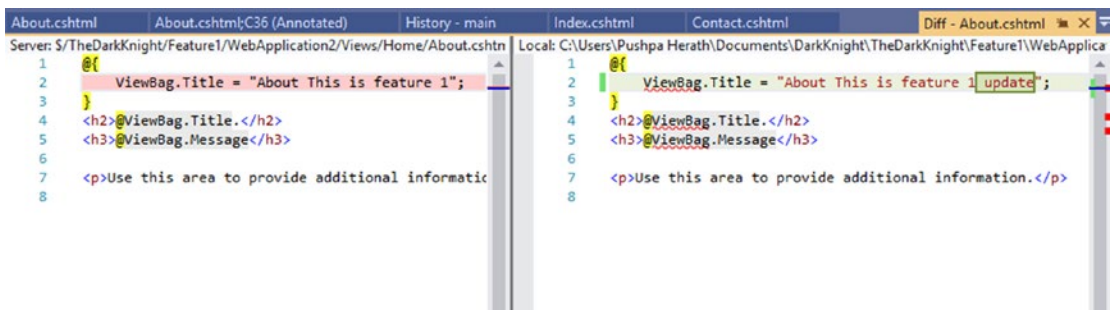 About.cshtml About.cshtml;C36 (Annotated) History - main Index.cshtml Contact.cshtml Diff - About.cshtml
Server: $/TheDarkKnight/Feature1/WebApplication2/Views/Home/About.cshtm
1 @{
2 ViewBag.Title = "About This is feature 1";
3 }
4 <h2>@ViewBag.Title.</h2>
5 <h3>@ViewBag.Message</h3>
6
7 <p>Use this area to provide additional informatic
8
Local: C:\Users\Pushpa Herath\Documents\DarkKnight\TheDarkKnight\Feature1\WebApplica
1 @{
2 ViewBag.Title = "About This is feature 1 update";
3 }
4 <h2>@ViewBag.Title.</h2>
5 <h3>@ViewBag.Message</h3>
6
7 <p>Use this area to provide additional information.</p>
8